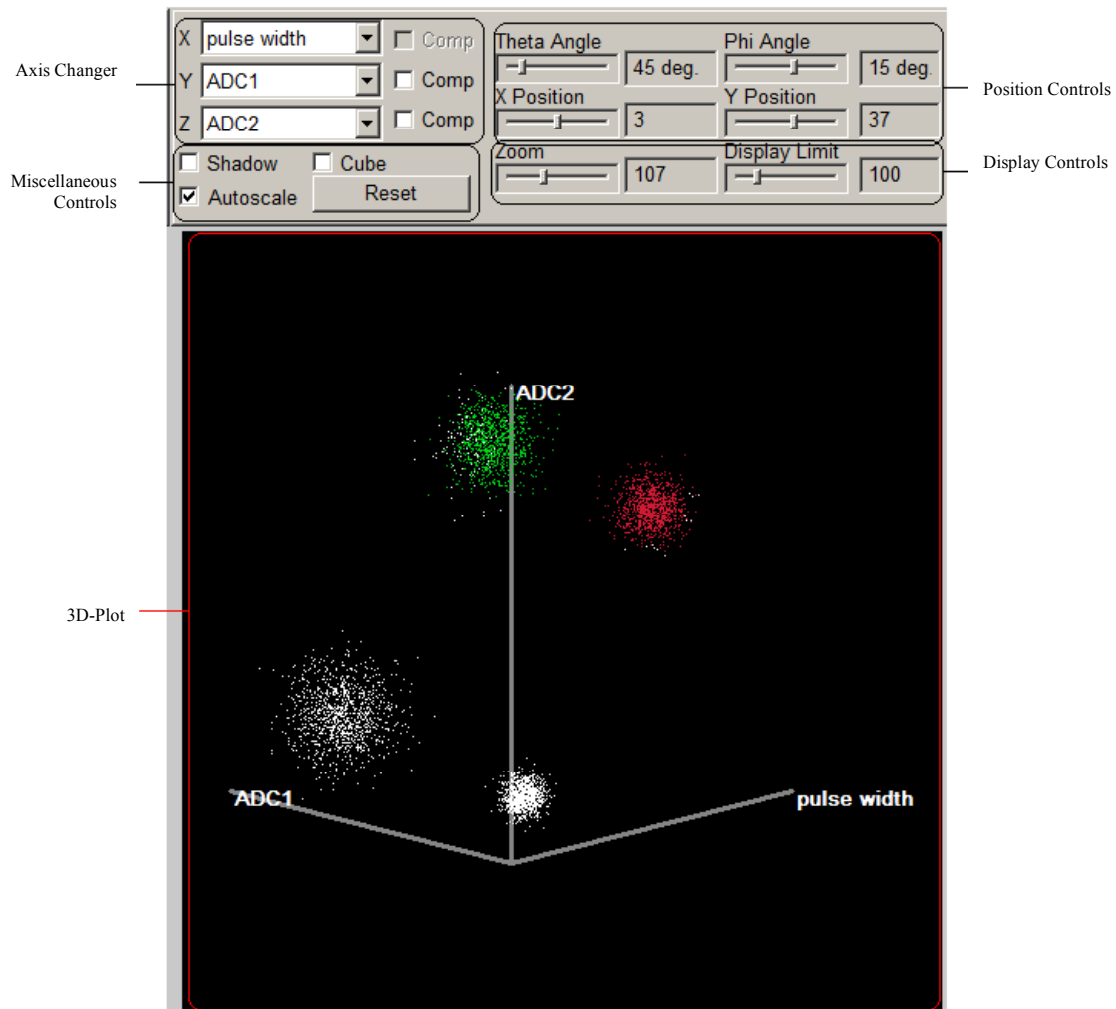 X pulse width Comp
Y ADC1 Comp
Z ADC2 Comp
Axis Changer
Theta Angle 45 deg. Phi Angle 15 deg.
X Position 3 Y Position 37
Position Controls
Shadow Cube
Autoscale Reset
Miscellaneous
Controls
Zoom 107 Display Limit 100
Display Controls
ADC2
3D-Plot
ADC1
pulse width